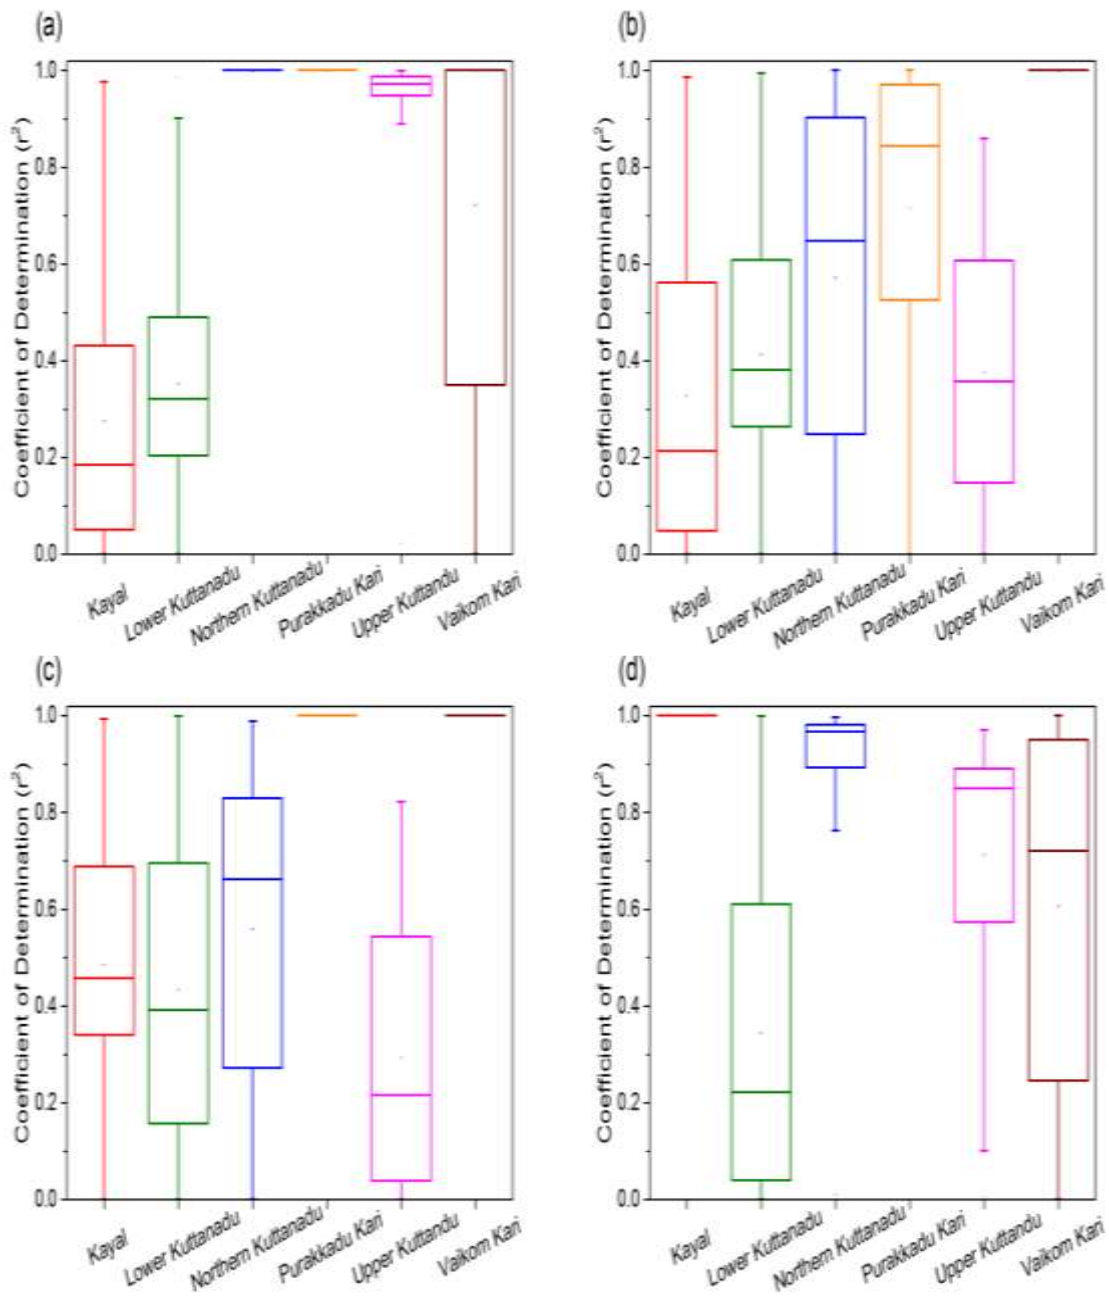 (a)
Coefficient of Determination (r²)
1.0
0.8
0.6
0.4
0.2
0.0
Kayal
Lower Kuttanadu
Northern Kuttanadu
Purakkadu Kari
Upper Kuttandu
Vaikom Kari
(b)
Coefficient of Determination (r²)
1.0
0.8
0.6
0.4
0.2
0.0
Kayal
Lower Kuttanadu
Northern Kuttanadu
Purakkadu Kari
Upper Kuttandu
Vaikom Kari
(c)
Coefficient of Determination (r²)
1.0
0.8
0.6
0.4
0.2
0.0
Kayal
Lower Kuttanadu
Northern Kuttanadu
Purakkadu Kari
Upper Kuttandu
Vaikom Kari
(d)
Coefficient of Determination (r²)
1.0
0.8
0.6
0.4
0.2
0.0
Kayal
Lower Kuttanadu
Northern Kuttanadu
Purakkadu Kari
Upper Kuttandu
Vaikom Kari